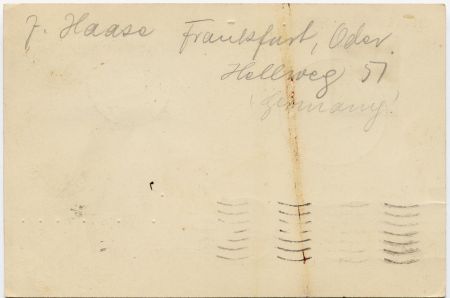 J. Haase Frankfurt, Oder.
Hellweg 51
(Germany)